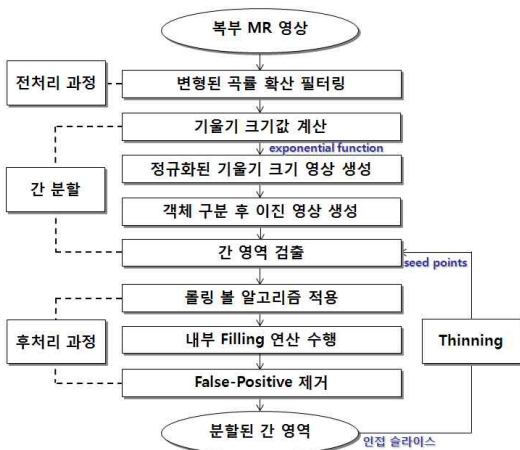 복부 MR 영상
전처리 과정
변형된 곡률 확산 필터링
기울기 크기값 계산
exponential function
정규화된 기울기 크기 영상 생성
간 분할
객체 구분 후 이진 영상 생성
간 영역 검출
seed points
롤링 볼 알고리즘 적용
후처리 과정
내부 Filling 연산 수행
Thinning
False-Positive 제거
분할된 간 영역
인접 슬라이스